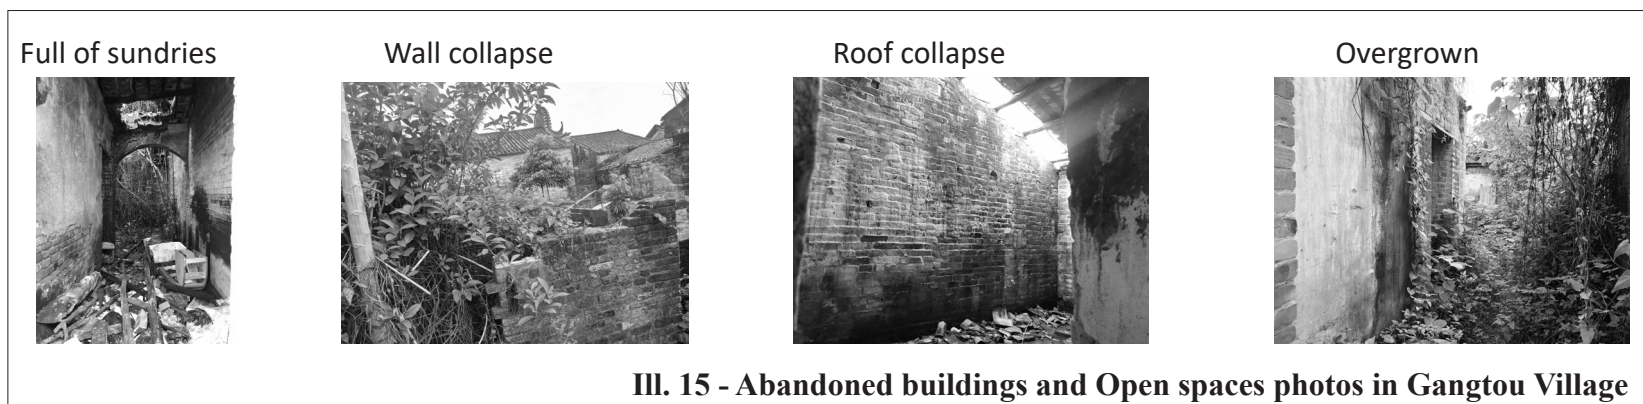 Full of sundries
Wall collapse
Roof collapse
Overgrown
Ill. 15 - Abandoned buildings and Open spaces photos in Gangtou Village